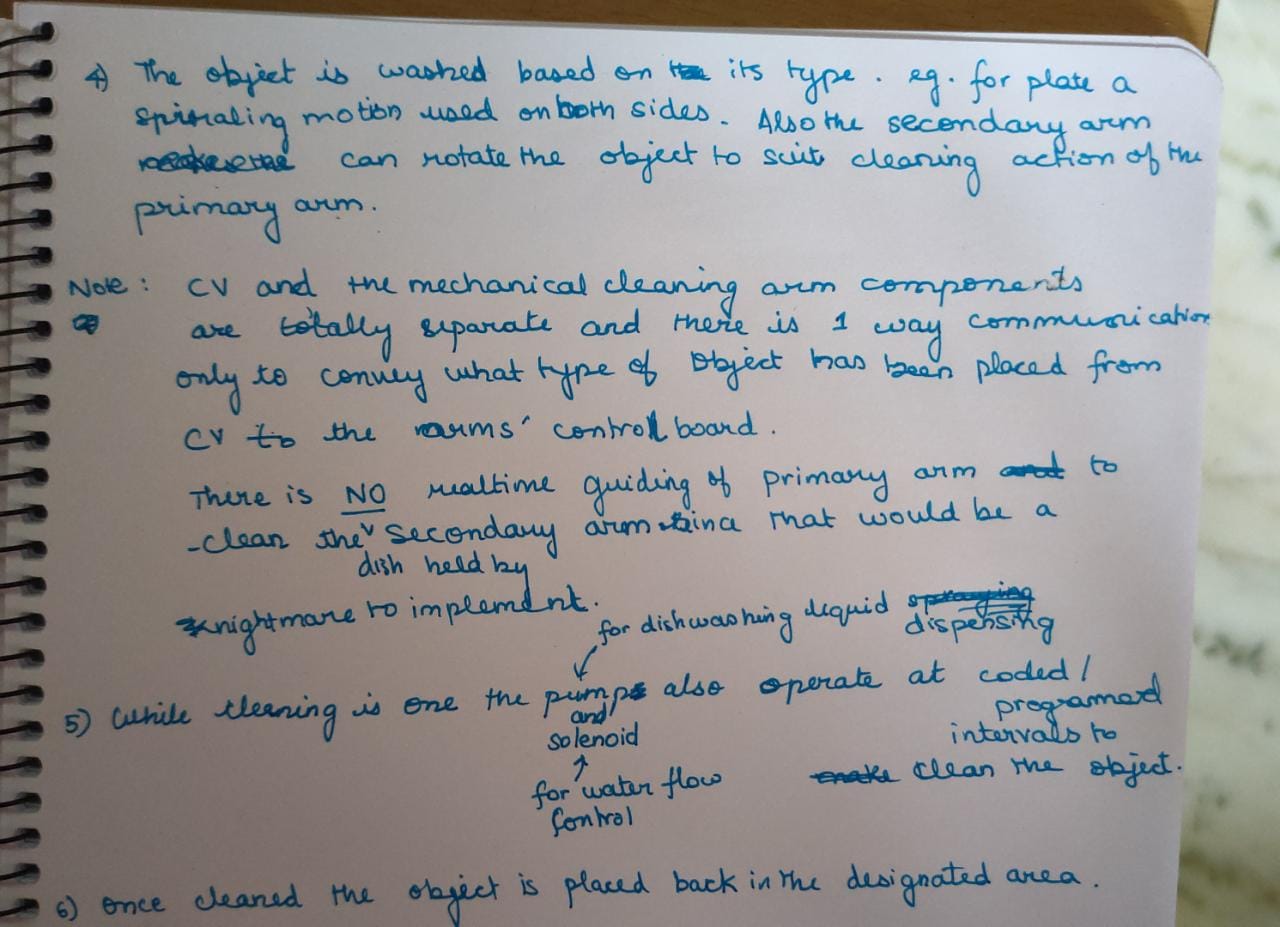 4) The object is washed based on its type. eg. for plate a
spiraling motion used on both sides. Also the secondary arm
can rotate the object to suit cleaning action of the
primary arm.
Note: CV and the mechanical cleaning arm components
are totally separate and there is 1 way communication
only to convey what type of object has been placed from
CV to the arms' control board.
There is NO realtime guiding of primary arm to
clean the secondary arm since that would be a
dish held by
nightmare to implement.
for dishwashing liquid dispensing
5) While cleaning is one the pump also operate at coded/
and programed
solenoid intervals to
for water flow clean the object.
control
6) Once cleaned the object is placed back in the designated area.